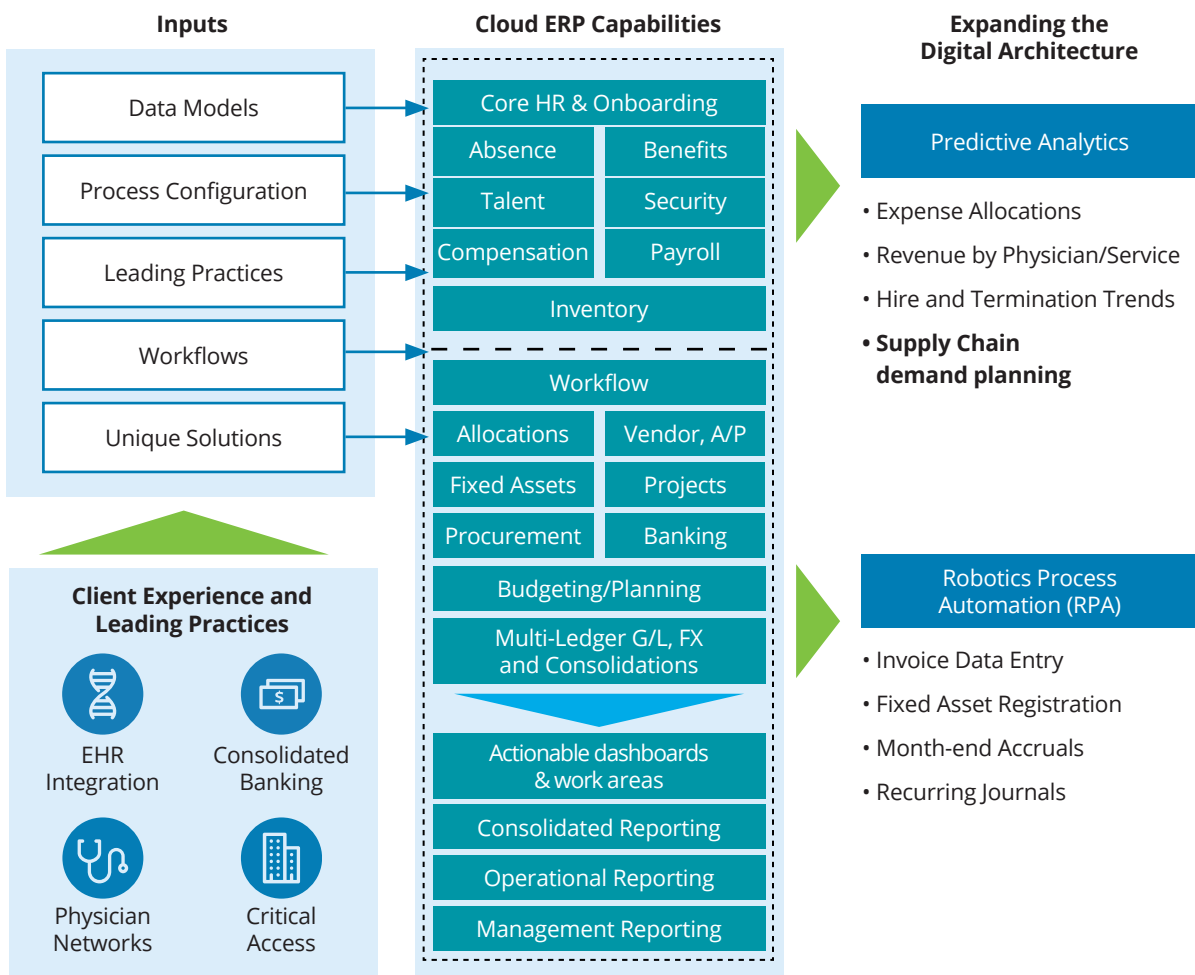 Inputs
Data Models
Process Configuration
Leading Practices
Workflows
Unique Solutions
Client Experience and
Leading Practices
EHR
Integration
Consolidated
Banking
Physician
Networks
Critical
Access
Cloud ERP Capabilities
Core HR & Onboarding
Absence
Benefits
Talent
Security
Compensation
Payroll
Inventory
Workflow
Allocations
Vendor, A/P
Fixed Assets
Projects
Procurement
Banking
Budgeting/Planning
Multi-Ledger G/L, FX
and Consolidations
Actionable dashboards
& work areas
Consolidated Reporting
Operational Reporting
Management Reporting
Expanding the
Digital Architecture
Predictive Analytics
• Expense Allocations
• Revenue by Physician/Service
• Hire and Termination Trends
• Supply Chain
demand planning
Robotics Process
Automation (RPA)
• Invoice Data Entry
• Fixed Asset Registration
• Month-end Accruals
• Recurring Journals
$